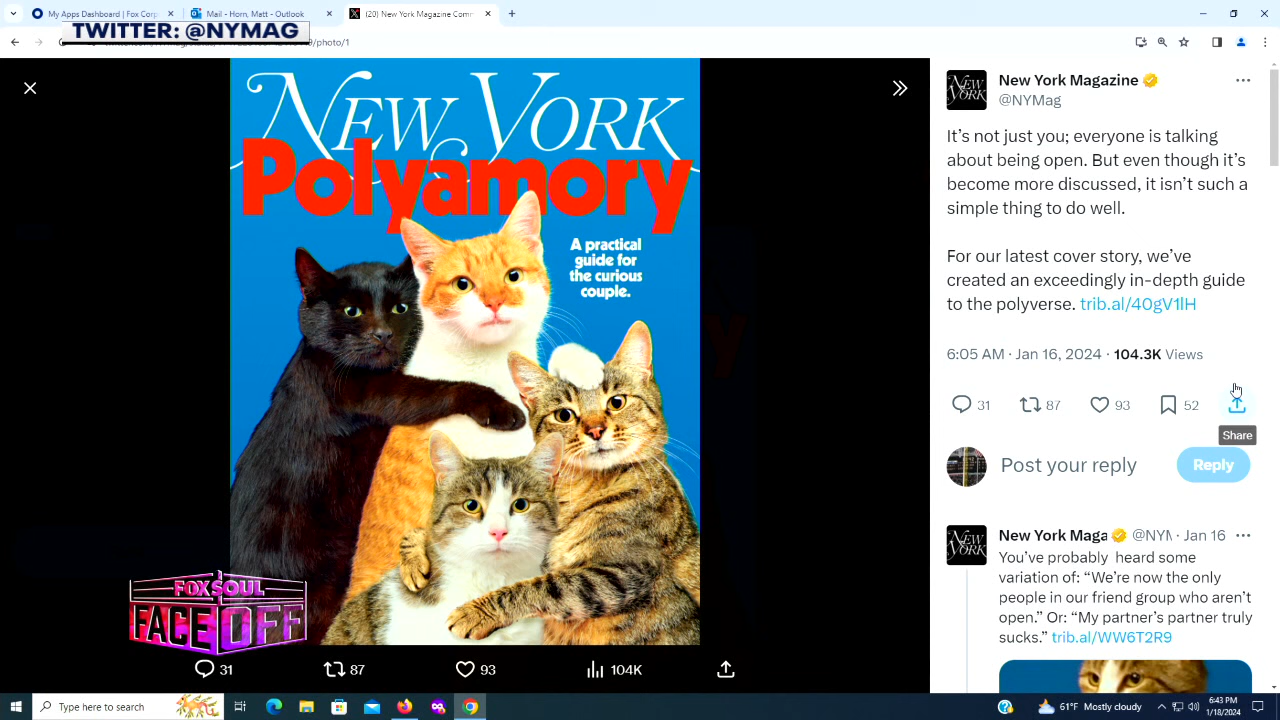 My Apps Dashboard | Fox Corp
Mail - Horn, Matt - Outlook
(20) New York Magazine Comm
TWITTER: @NYMAG
/photo/1
NEW YORK
Polyamory
A practical
guide for
the curious
couple.
FOX SOUL
FACE OFF
31
87
93
104K
New York Magazine
@NYMag
It's not just you; everyone is talking
about being open. But even though it's
become more discussed, it isn't such a
simple thing to do well.
For our latest cover story, we've
created an exceedingly in-depth guide
to the polyverse. trib.al/40gV1lH
6:05 AM · Jan 16, 2024 · 104.3K Views
31
87
93
52
Share
Post your reply
Reply
NEW YORK
New York Maga @NYM · Jan 16
You've probably heard some
variation of: “We're now the only
people in our friend group who aren't
open.” Or: “My partner's partner truly
sucks.” trib.al/WW6T2R9
Type here to search
61°F Mostly cloudy
6:43 PM
1/18/2024